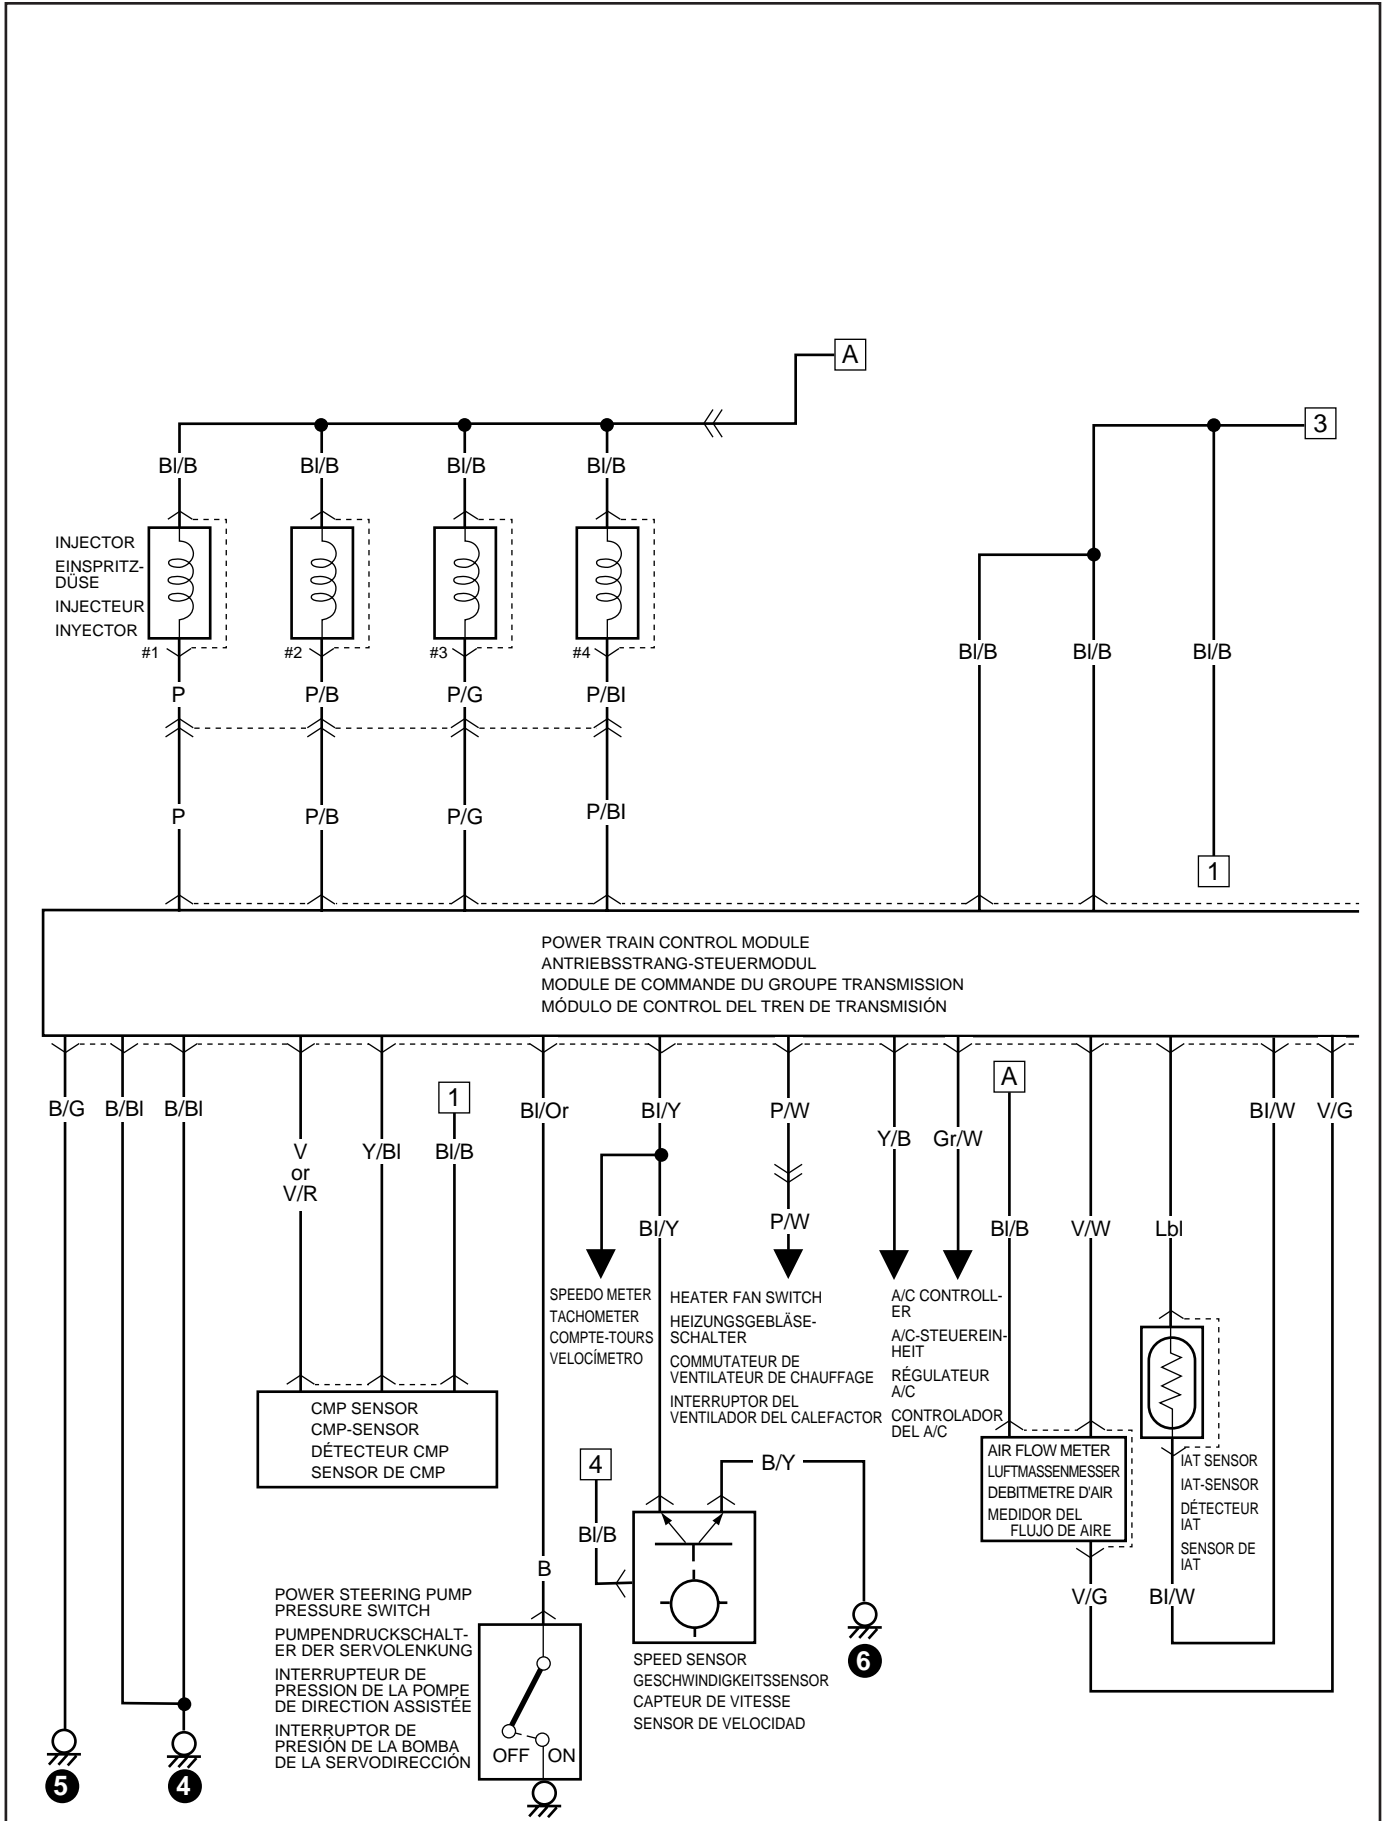 A
3
Bl/B
Bl/B
Bl/B
Bl/B
INJECTOR
EINSPRITZ-
DÜSE
INJECTEUR
INYECTOR
#1
#2
#3
#4
Bl/B
Bl/B
Bl/B
P
P/B
P/G
P/Bl
P
P/B
P/G
P/Bl
1
POWER TRAIN CONTROL MODULE
ANTRIEBSSTRANG-STEUERMODUL
MODULE DE COMMANDE DU GROUPE TRANSMISSION
MÓDULO DE CONTROL DEL TREN DE TRANSMISIÓN
B/G
B/Bl
B/Bl
1
Bl/Or
Bl/Y
P/W
A
Bl/W
V/G
V
or
V/R
Y/Bl
Bl/B
Y/B
Gr/W
Bl/Y
P/W
Bl/B
V/W
Lbl
SPEEDO METER
TACHOMETER
COMPTE-TOURS
VELOCÍMETRO
HEATER FAN SWITCH
HEIZUNGSGEBLÄSE-
SCHALTER
COMMUTATEUR DE
VENTILATEUR DE CHAUFFAGE
INTERRUPTOR DEL
VENTILADOR DEL CALEFACTOR
A/C CONTROLL-
ER
A/C-STEUEREIN-
HEIT
RÉGULATEUR
A/C
CONTROLADOR
DEL A/C
CMP SENSOR
CMP-SENSOR
DÉTECTEUR CMP
SENSOR DE CMP
AIR FLOW METER
LUFTMASSENMESSER
DEBITMETRE D'AIR
MEDIDOR DEL
FLUJO DE AIRE
IAT SENSOR
IAT-SENSOR
DÉTECTEUR
IAT
SENSOR DE
IAT
4
B/Y
Bl/B
B
V/G
Bl/W
POWER STEERING PUMP
PRESSURE SWITCH
PUMPENDRUCKSCHALT-
ER DER SERVOLENKUNG
INTERRUPTEUR DE
PRESSION DE LA POMPE
DE DIRECTION ASSISTÉE
INTERRUPTOR DE
PRESIÓN DE LA BOMBA
DE LA SERVODIRECCIÓN
OFF
ON
SPEED SENSOR
GESCHWINDIGKEITSSENSOR
CAPTEUR DE VITESSE
SENSOR DE VELOCIDAD
6
5
4